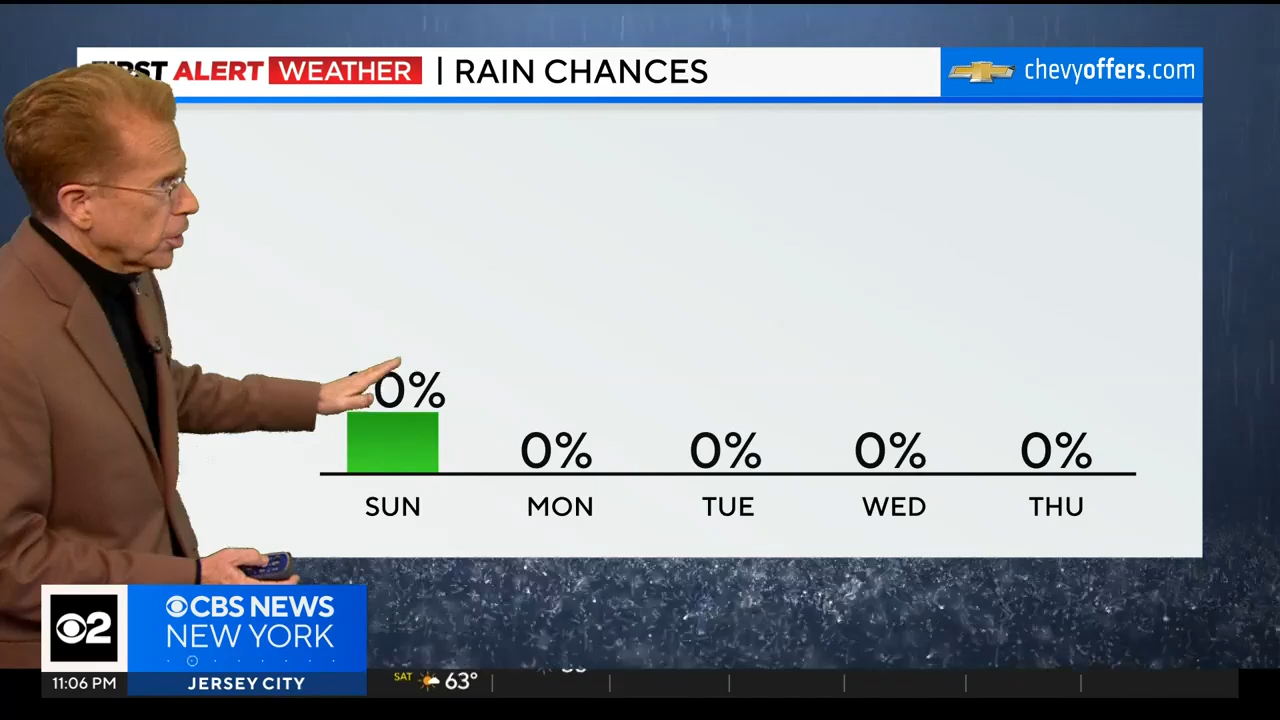 FIRST ALERT WEATHER | RAIN CHANCES
chevyoffers.com
0%
0%
0%
0%
0%
SUN
MON
TUE
WED
THU
2
CBS NEWS
NEW YORK
11:06 PM
JERSEY CITY
SAT
63°